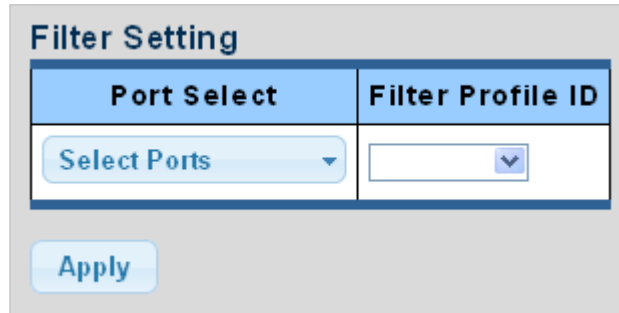 Filter Setting
Port Select Filter Profile ID
Select Ports
Apply